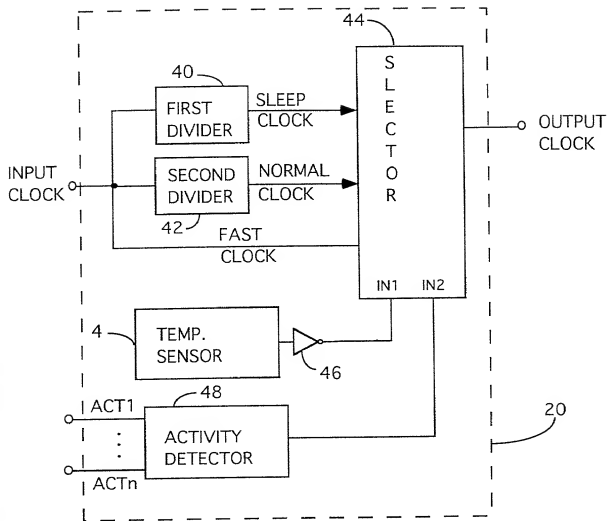 44
SLECTOR
40
FIRST
DIVIDER
SLEEP
CLOCK
OUTPUT
CLOCK
INPUT
CLOCK
SECOND
DIVIDER
NORMAL
CLOCK
42
FAST
CLOCK
IN1 IN2
4
TEMP.
SENSOR
46
48
ACT1
ACTIVITY
DETECTOR
ACTn
20